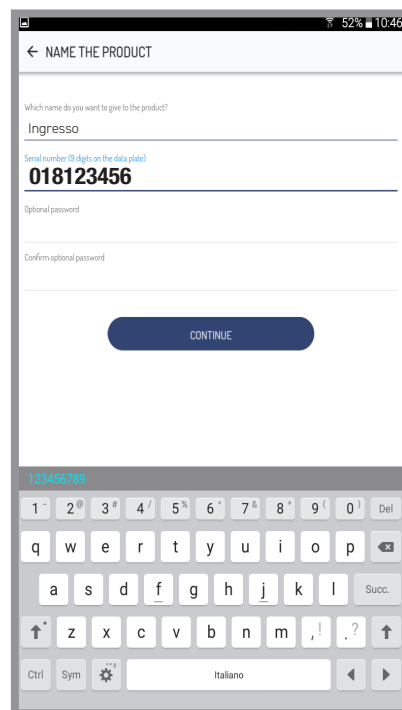 52% 10:46
← NAME THE PRODUCT
Which name do you want to give to the product?
Ingresso
Serial number (9 digits on the data plate)
018123456
Optional password
Confirm optional password
CONTINUE
123456789
1 - 2 @ 3 # 4 / 5 % 6 ^ 7 & 8 * 9 ( 0 ) Del
q w e r t y u i o p
a s d f g h j k l Succ.
z x c v b n m , ! . ?
Ctrl Sym Italiano